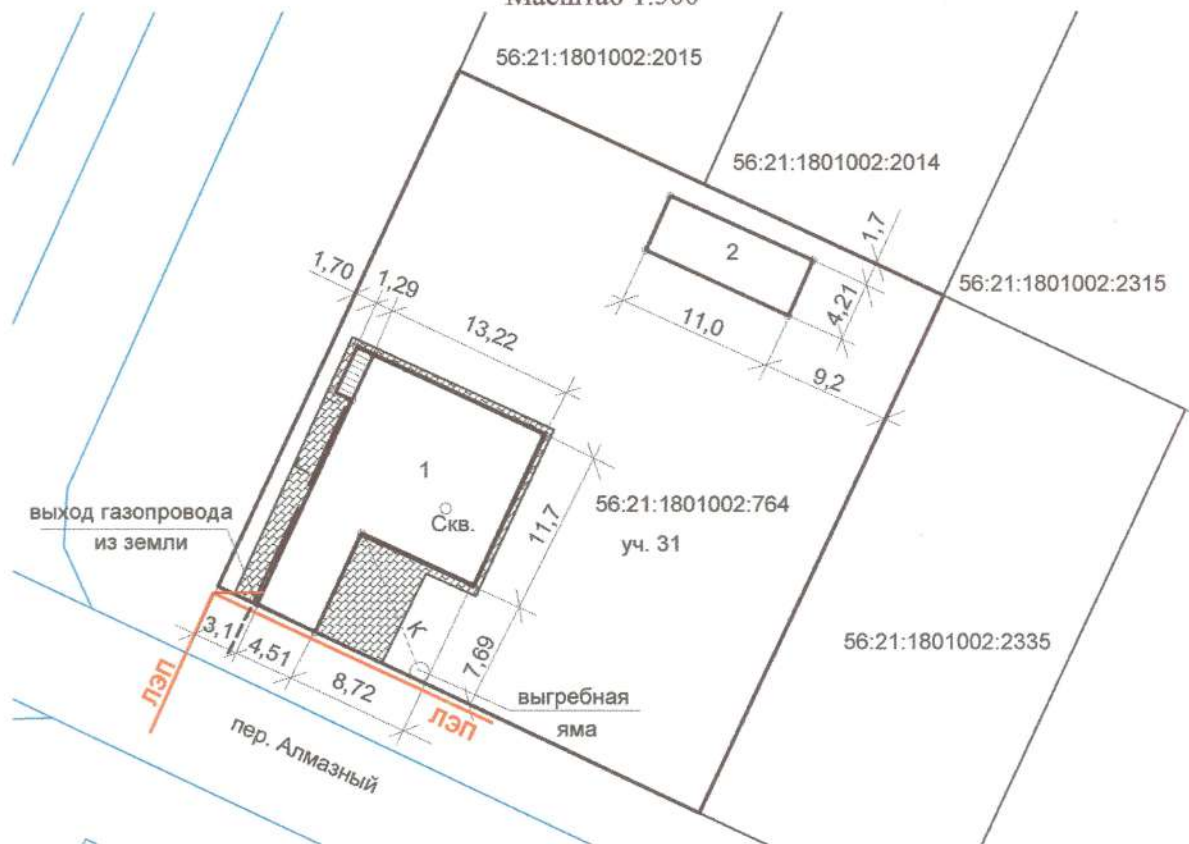 Масштаб 1:500
56:21:1801002:2015
56:21:1801002:2014
1,7
2
56:21:1801002:2315
1,70
1,29
4,21
11,0
13,22
9,2
1
56:21:1801002:764
выход газопровода
из земли
Скв.
11,7
уч. 31
3,1
4,51
К
7,69
56:21:1801002:2335
ЛЭП
8,72
выгребная
яма
ЛЭП
пер. Алмазный